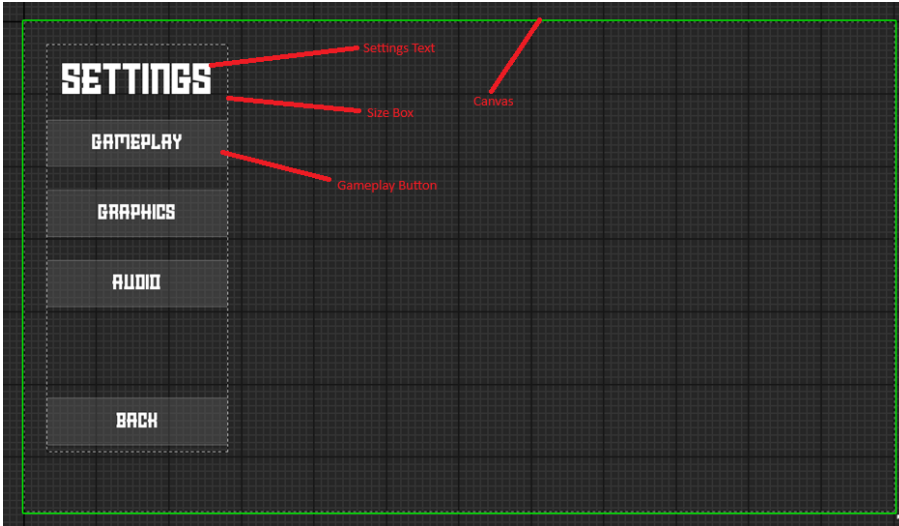 SETTINGS
Settings Text
Canvas
Size Box
GAMEPLAY
Gameplay Button
GRAPHICS
AUDIO
BACK